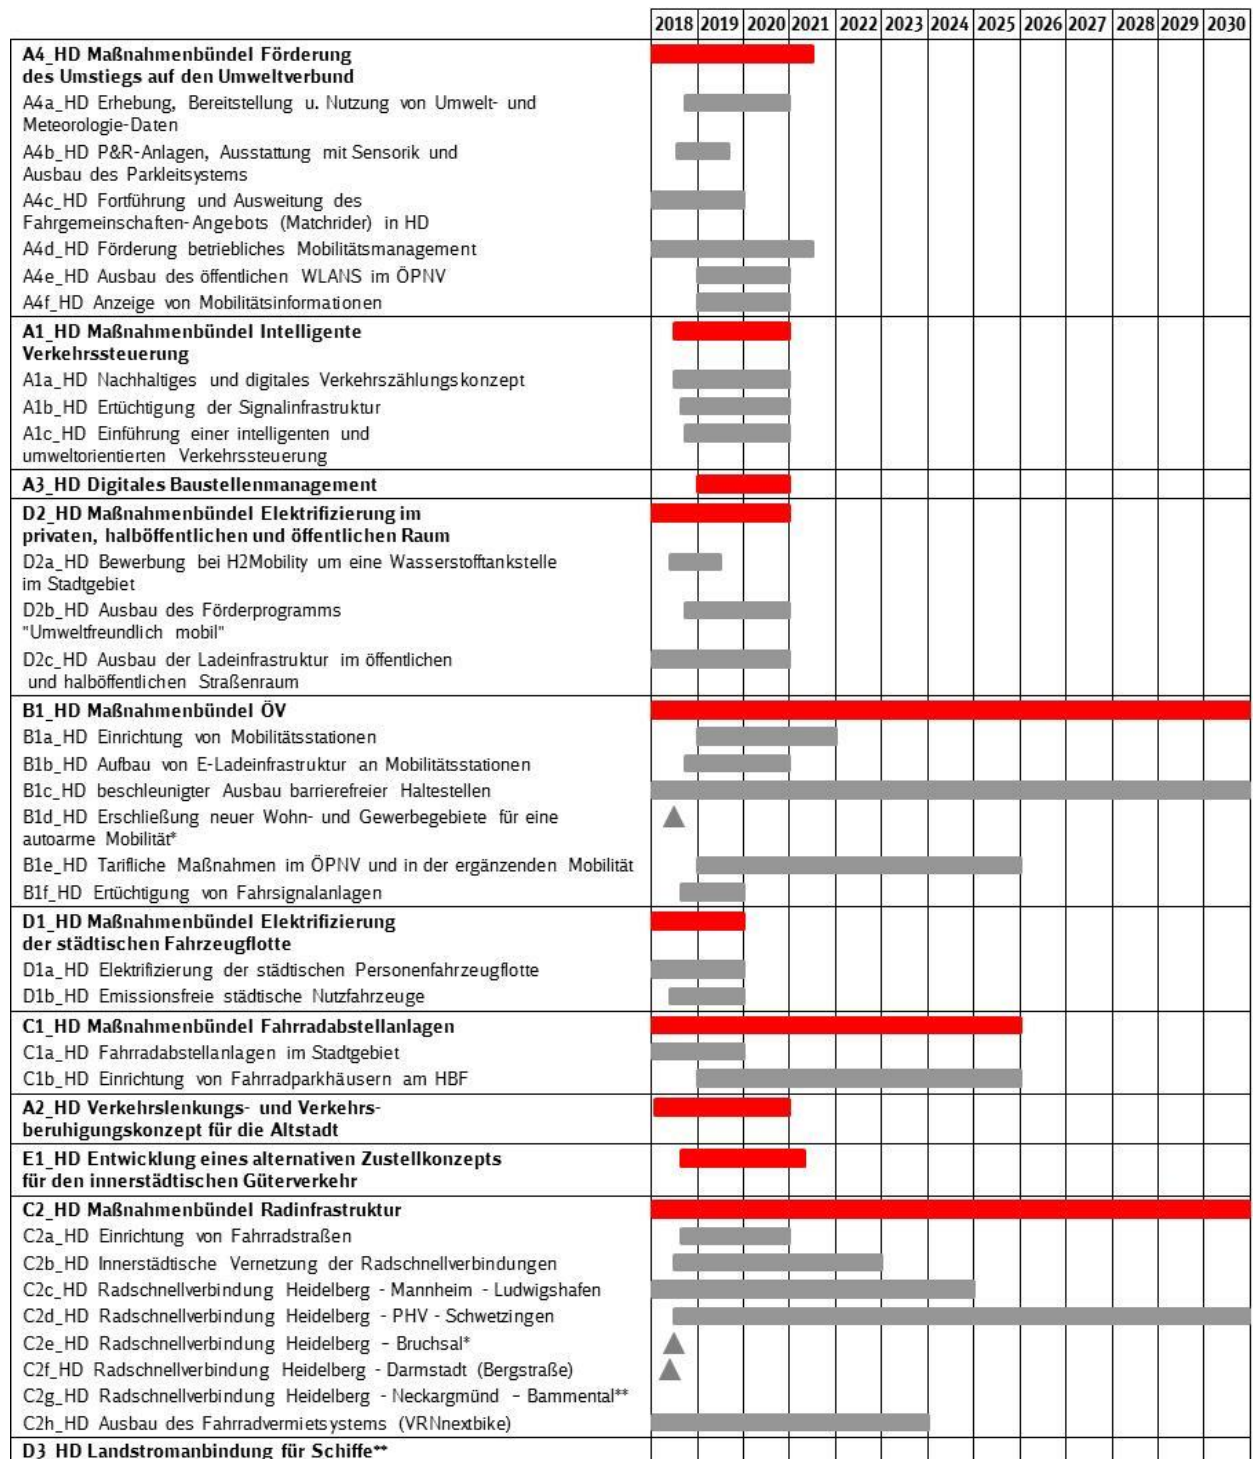 2018 2019 2020 2021 2022 2023 2024 2025 2026 2027 2028 2029 2030
A4_HD Maßnahmenbündel Förderung
des Umstiegs auf den Umweltverbund
A4a_HD Erhebung, Bereitstellung u. Nutzung von Umwelt- und
Meteorologie-Daten
A4b_HD P&R-Anlagen, Ausstattung mit Sensorik und
Ausbau des Parkleitsystems
A4c_HD Fortführung und Ausweitung des
Fahrgemeinschaften-Angebots (Matchrider) in HD
A4d_HD Förderung betriebliches Mobilitätsmanagement
A4e_HD Ausbau des öffentlichen WLANS im ÖPNV
A4f_HD Anzeige von Mobilitätsinformationen
A1_HD Maßnahmenbündel Intelligente
Verkehrssteuerung
A1a_HD Nachhaltiges und digitales Verkehrszählungskonzept
A1b_HD Ertüchtigung der Signalinfrastruktur
A1c_HD Einführung einer intelligenten und
umweltorientierten Verkehrssteuerung
A3_HD Digitales Baustellenmanagement
D2_HD Maßnahmenbündel Elektrifizierung im
privaten, halböffentlichen und öffentlichen Raum
D2a_HD Bewerbung bei H2Mobility um eine Wasserstofftankstelle
im Stadtgebiet
D2b_HD Ausbau des Förderprogramms
"Umweltfreundlich mobil"
D2c_HD Ausbau der Ladeinfrastruktur im öffentlichen
und halböffentlichen Straßenraum
B1_HD Maßnahmenbündel ÖV
B1a_HD Einrichtung von Mobilitätsstationen
B1b_HD Aufbau von E-Ladeinfrastruktur an Mobilitätsstationen
B1c_HD beschleunigter Ausbau barrierefreier Haltestellen
B1d_HD Erschließung neuer Wohn- und Gewerbegebiete für eine
autoarme Mobilität*
B1e_HD Tarifliche Maßnahmen im ÖPNV und in der ergänzenden Mobilität
B1f_HD Ertüchtigung von Fahrsignalanlagen
D1_HD Maßnahmenbündel Elektrifizierung
der städtischen Fahrzeugflotte
D1a_HD Elektrifizierung der städtischen Personenfahrzeugflotte
D1b_HD Emissionsfreie städtische Nutzfahrzeuge
C1_HD Maßnahmenbündel Fahrradabstellanlagen
C1a_HD Fahrradabstellanlagen im Stadtgebiet
C1b_HD Einrichtung von Fahrradparkhäusern am HBF
A2_HD Verkehrslenkungs- und Verkehrs-
beruhigungskonzept für die Altstadt
E1_HD Entwicklung eines alternativen Zustellkonzepts
für den innerstädtischen Güterverkehr
C2_HD Maßnahmenbündel Radinfrastruktur
C2a_HD Einrichtung von Fahrradstraßen
C2b_HD Innerstädtische Vernetzung der Radschnellverbindungen
C2c_HD Radschnellverbindung Heidelberg - Mannheim - Ludwigshafen
C2d_HD Radschnellverbindung Heidelberg - PHV - Schwetzingen
C2e_HD Radschnellverbindung Heidelberg – Bruchsal*
C2f_HD Radschnellverbindung Heidelberg - Darmstadt (Bergstraße)
C2g_HD Radschnellverbindung Heidelberg - Neckargmünd – Bammental**
C2h_HD Ausbau des Fahrradvermietsystems (VRNnextbike)
D3_HD Landstromanbindung für Schiffe**